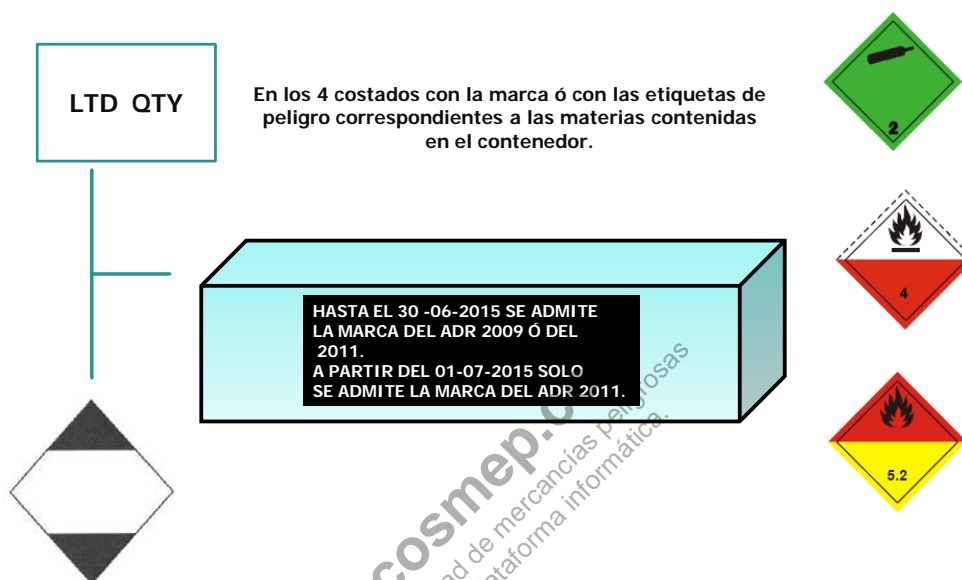 LTD QTY
En los 4 costados con la marca ó con las etiquetas de
peligro correspondientes a las materias contenidas
en el contenedor.
2
4
HASTA EL 30 -06-2015 SE ADMITE
LA MARCA DEL ADR 2009 Ó DEL
2011.
A PARTIR DEL 01-07-2015 SOLO
SE ADMITE LA MARCA DEL ADR 2011.
5.2
cosmep.c
ad de mercancías peligrosas
ataforma informática.